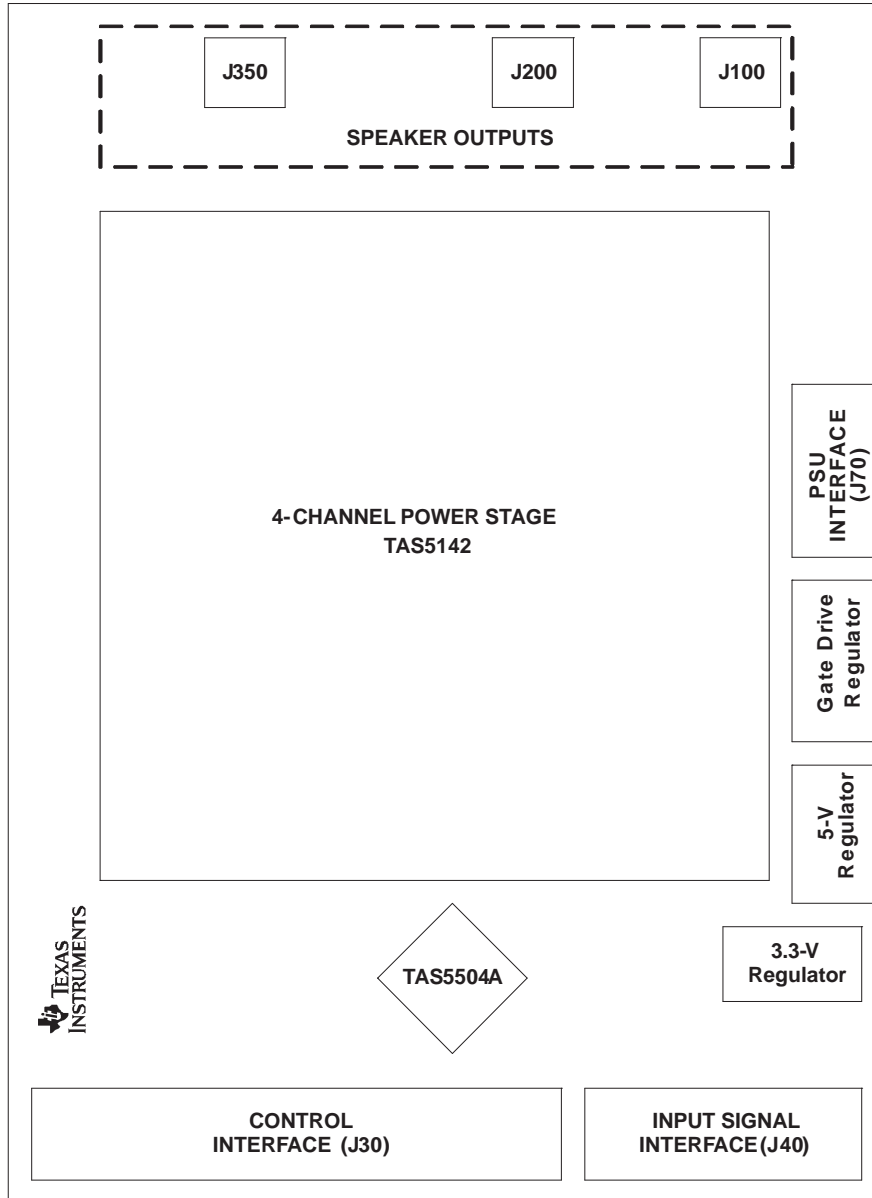 J350
J200
J100
SPEAKER OUTPUTS
4-CHANNEL POWER STAGE
TAS5142
PSU
INTERFACE
(J70)
Gate Drive
Regulator
5-V
Regulator
TEXAS
INSTRUMENTS
TAS5504A
3.3-V
Regulator
CONTROL
INTERFACE (J30)
INPUT SIGNAL
INTERFACE(J40)